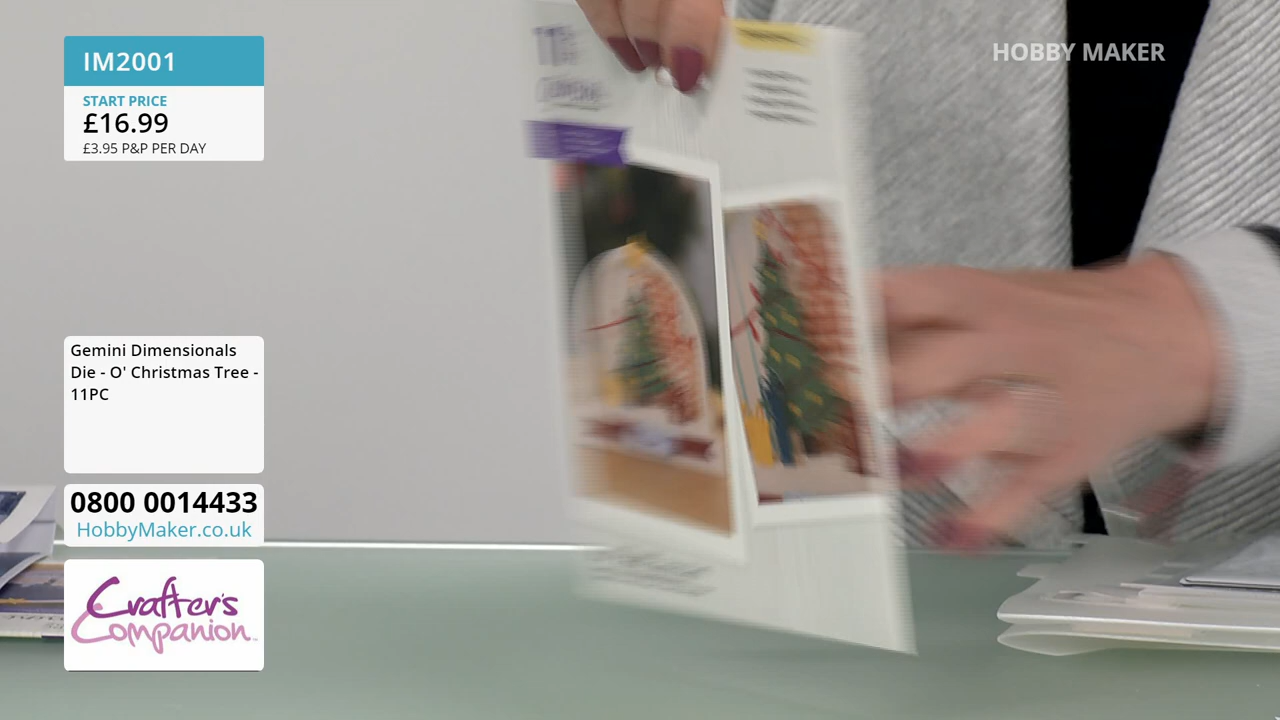 IM2001
START PRICE
£16.99
£3.95 P&P PER DAY
HOBBY MAKER
Gemini Dimensionals
Die - O' Christmas Tree -
11PC
0800 0014433
HobbyMaker.co.uk
Crafter's
Companion